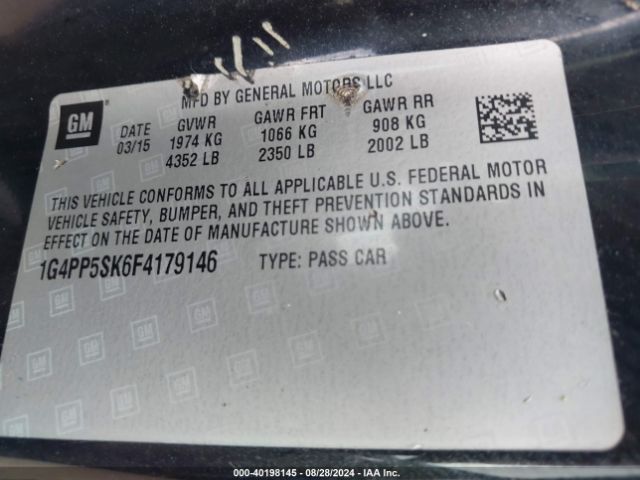 MFD BY GENERAL MOTORS LLC
GM
DATE GVWR GAWR FRT GAWR RR
03/15 1974 KG 1066 KG 908 KG
4352 LB 2350 LB 2002 LB
THIS VEHICLE CONFORMS TO ALL APPLICABLE U.S. FEDERAL MOTOR
VEHICLE SAFETY, BUMPER, AND THEFT PREVENTION STANDARDS IN
EFFECT ON THE DATE OF MANUFACTURE SHOWN ABOVE.
1G4PP5SK6F4179146 TYPE: PASS CAR
000-40198145 - 08/28/2024 - IAAI.COM